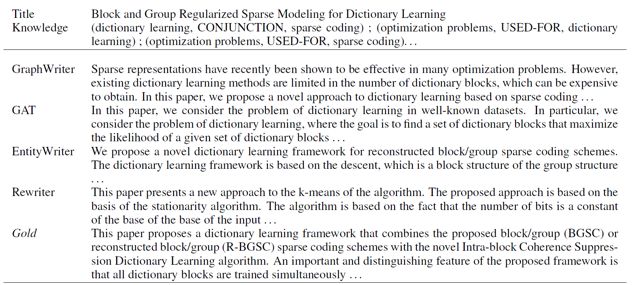 Title Block and Group Regularized Sparse Modeling for Dictionary Learning
Knowledge (dictionary learning, CONJUNCTION, sparse coding) ; (optimization problems, USED-FOR, dictionary
learning) ; (optimization problems, USED-FOR, sparse coding)...
GraphWriter Sparse representations have recently been shown to be effective in many optimization problems. However,
existing dictionary learning methods are limited in the number of dictionary blocks, which can be expensive
to obtain. In this paper, we propose a novel approach to dictionary learning based on sparse coding ...
GAT In this paper, we consider the problem of dictionary learning in well-known datasets. In particular, we
consider the problem of dictionary learning, where the goal is to find a set of dictionary blocks that maximize
the likelihood of a given set of dictionary blocks ...
EntityWriter We propose a novel dictionary learning framework for reconstructed block/group sparse coding schemes.
The dictionary learning framework is based on the descent, which is a block structure of the group structure
...
Rewriter This paper presents a new approach to the k-means of the algorithm. The proposed approach is based on the
basis of the stationarity algorithm. The algorithm is based on the fact that the number of bits is a constant
of the base of the base of the input ...
Gold This paper proposes a dictionary learning framework that combines the proposed block/group (BGSC) or
reconstructed block/group (R-BGSC) sparse coding schemes with the novel Intra-block Coherence Suppres-
sion Dictionary Learning algorithm. An important and distinguishing feature of the proposed framework is
that all dictionary blocks are trained simultaneously ...